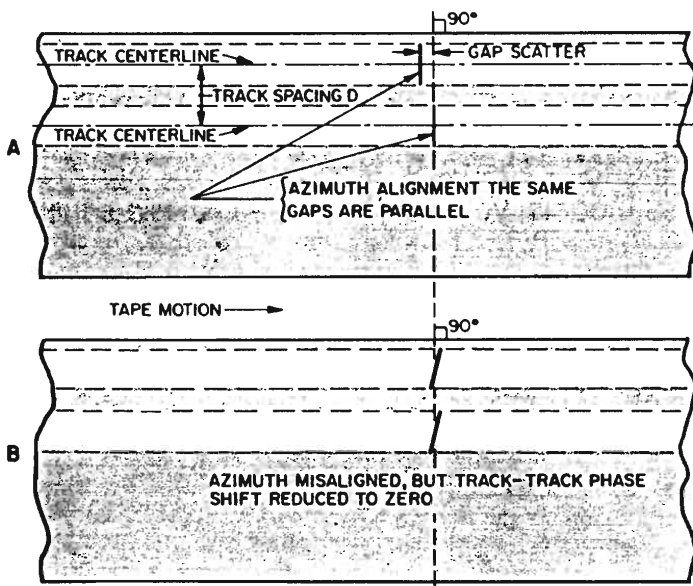 90°
TRACK CENTERLINE
GAP SCATTER
TRACK SPACING D
TRACK CENTERLINE
A
AZIMUTH ALIGNMENT THE SAME
GAPS ARE PARALLEL
TAPE MOTION
90°
B
AZIMUTH MISALIGNED, BUT TRACK-TRACK PHASE
SHIFT REDUCED TO ZERO